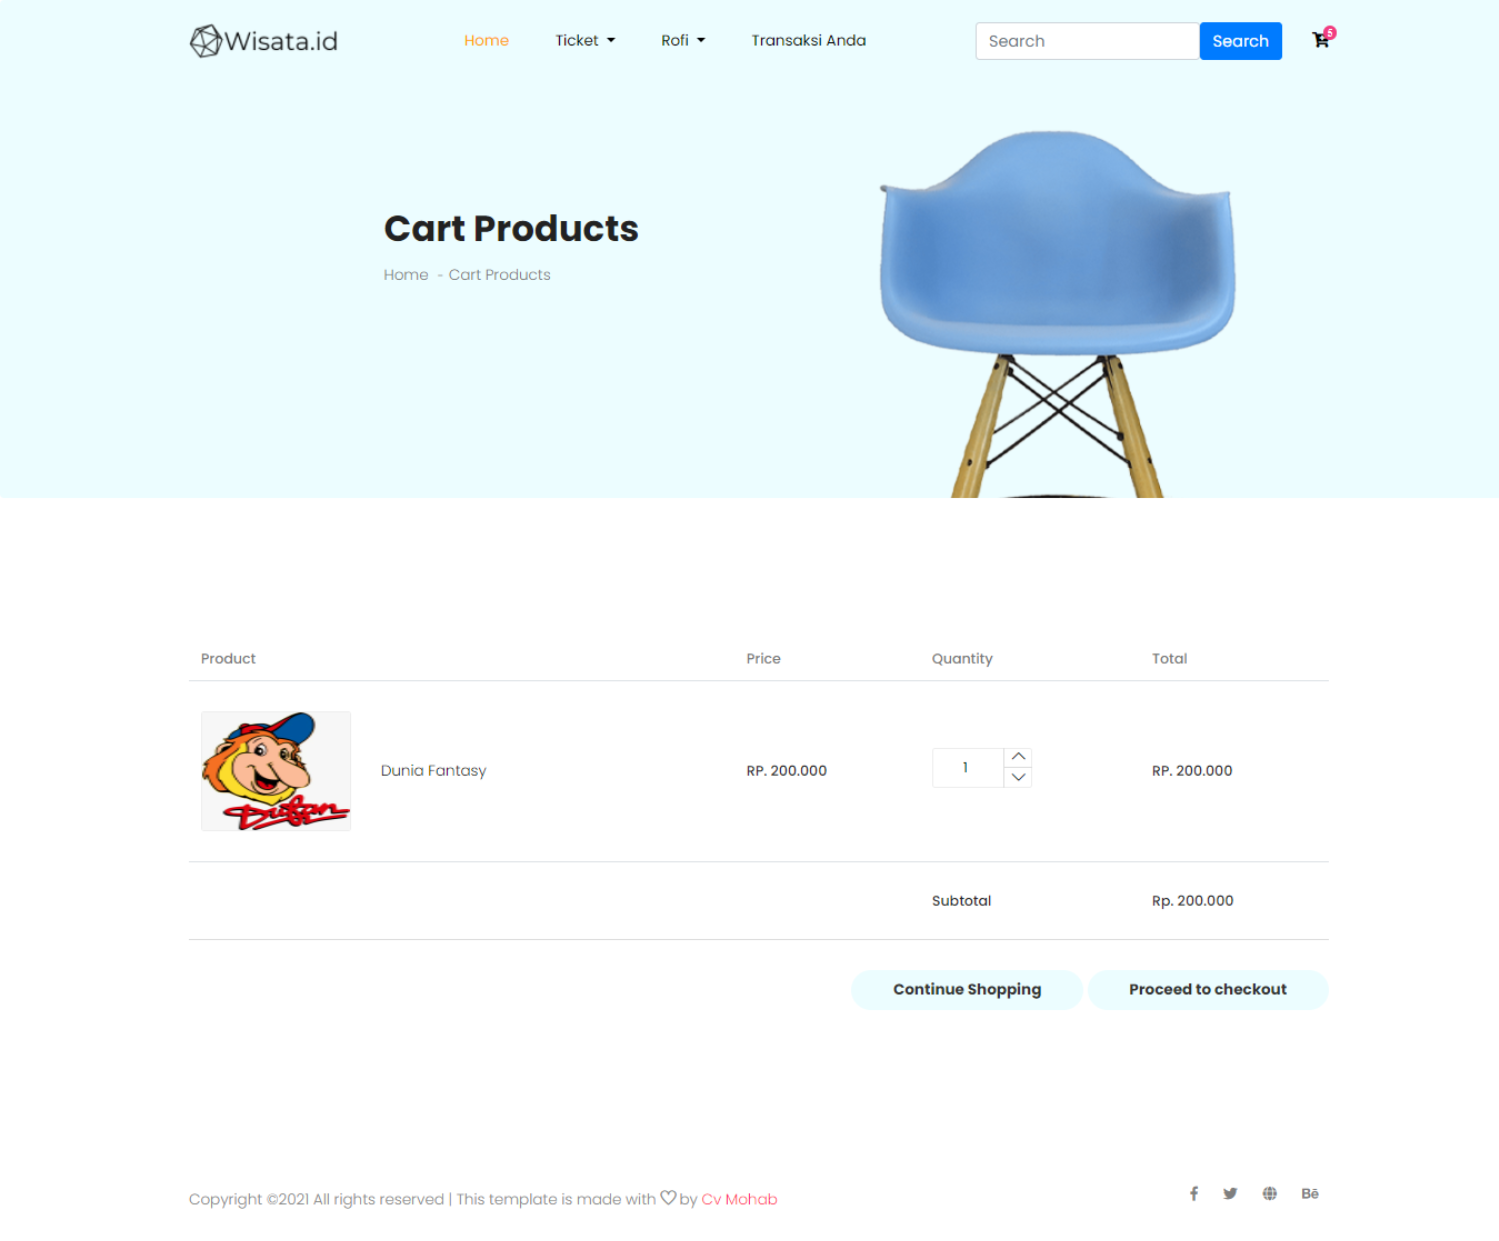 Wisata.id Home Ticket Rofi Transaksi Anda Search Search 5
Cart Products
Home - Cart Products
Product Price Quantity Total
Dufan
Dunia Fantasy RP. 200.000 1 RP. 200.000
Subtotal Rp. 200.000
Continue Shopping Proceed to checkout
Copyright ©2021 All rights reserved | This template is made with ♡ by Cv Mohab Bē